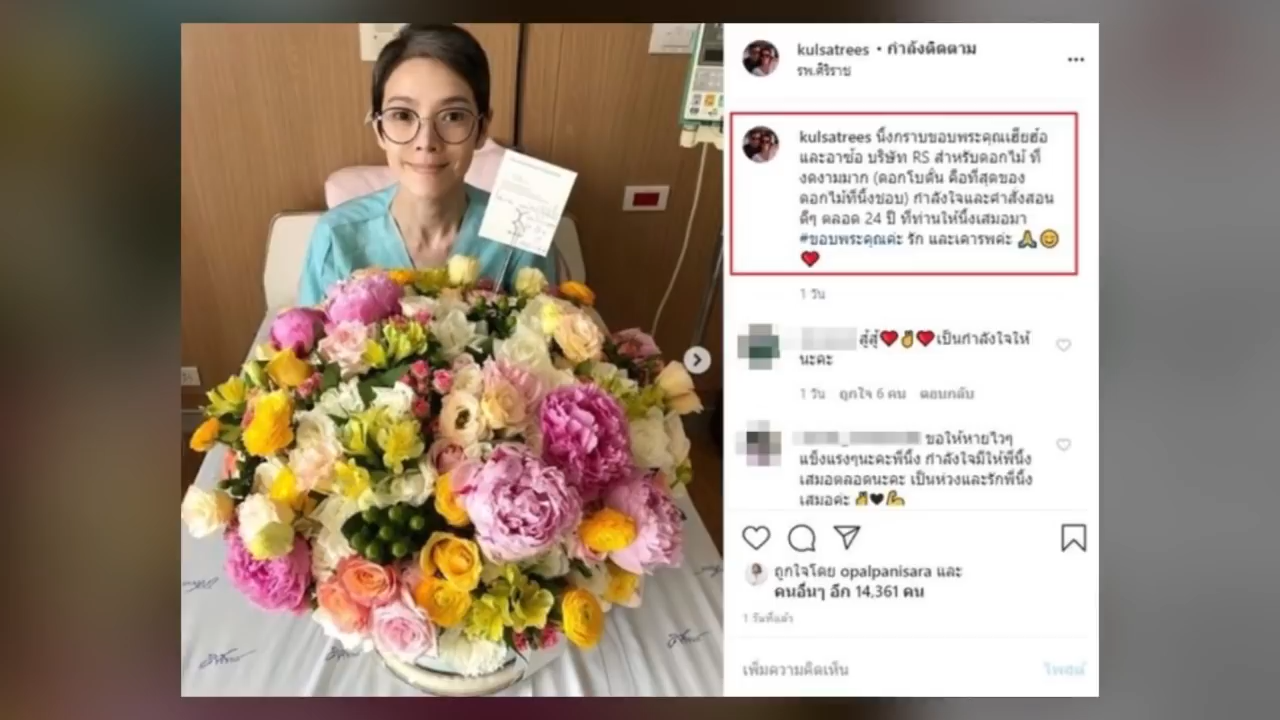 kulsatrees • กำลังติดตาม
รพ.ศิริราช
kulsatrees นิ้งกราบขอบพระคุณเฮียฮ้อ
และอาซ้อ บริษัท RS สำหรับดอกไม้ ที่
งดงามมาก (ดอกโบตั๋น คือที่สุดของ
ดอกไม้ที่นิ้งชอบ) กำลังใจและคำสั่งสอน
ดีๆ ตลอด 24 ปี ที่ท่านให้นิ้งเสมอมา
#ขอบพระคุณค่ะ รัก และเคารพค่ะ 🙏😊
❤️
1 วัน
สู้สู้❤️✌️❤️เป็นกำลังใจให้
นะคะ
1 วัน ถูกใจ 6 คน ตอบกลับ
ขอให้หายไวๆ
แข็งแรงๆนะคะพี่นิ้ง กำลังใจมีให้พี่นิ้ง
เสมอตลอดนะคะ เป็นห่วงและรักพี่นิ้ง
เสมอค่ะ ✌️🖤💪
ถูกใจโดย opalpanisara และ
คนอื่นๆ อีก 14,361 คน
1 วันที่แล้ว
เพิ่มความคิดเห็น
โพสต์
ศิริราช
ศิริราช